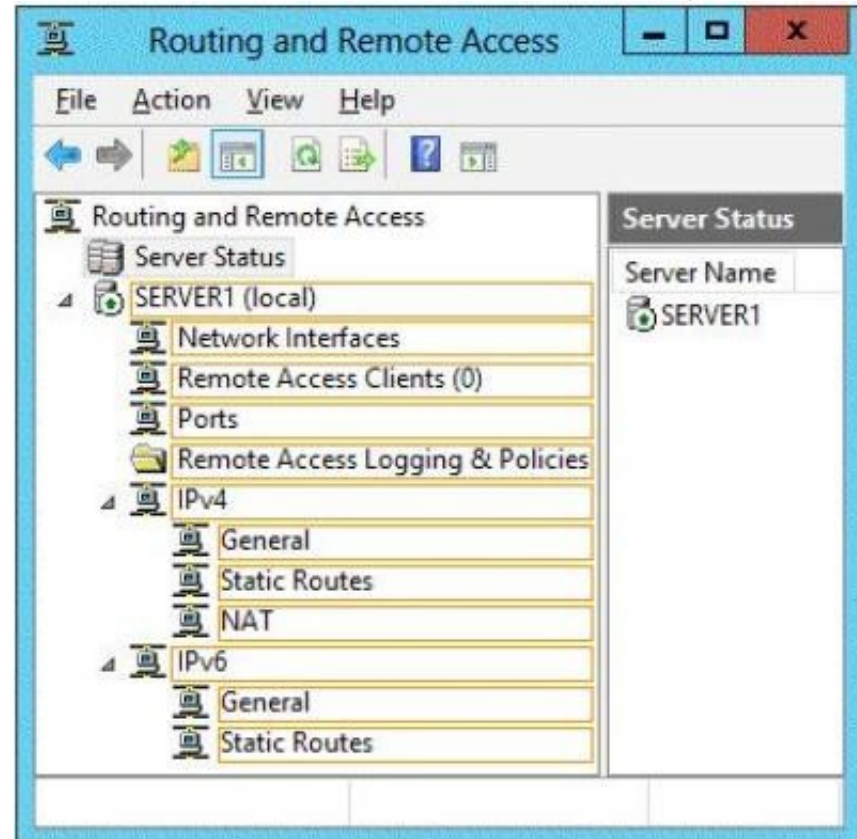 Routing and Remote Access
File Action View Help
Routing and Remote Access
Server Status
SERVER1 (local)
Network Interfaces
Remote Access Clients (0)
Ports
Remote Access Logging & Policies
IPv4
General
Static Routes
NAT
IPv6
General
Static Routes
Server Status
Server Name
SERVER1